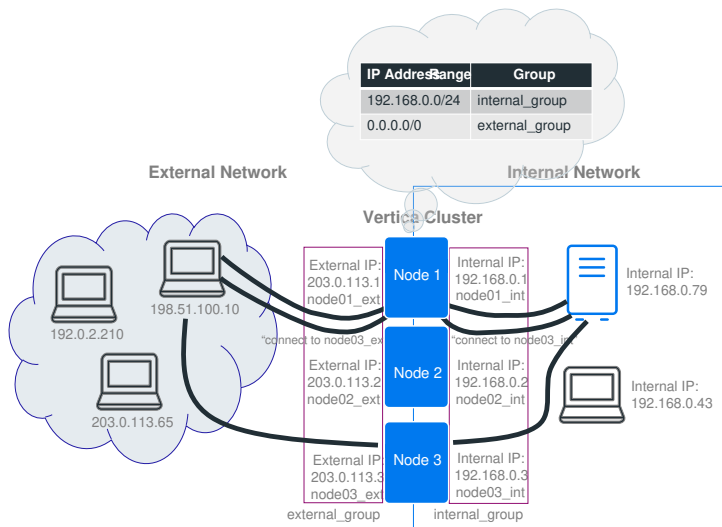 IP Address Range Group
192.168.0.0/24 internal_group
0.0.0.0/0 external_group
External Network
Internal Network
Vertica Cluster
External IP:
203.0.113.1
node01_ext
Node 1
Internal IP:
192.168.0.1
node01_int
Internal IP:
192.168.0.79
198.51.100.10
192.0.2.210
"connect to node03_ext
"connect to node03_int"
External IP:
203.0.113.2
node02_ext
Node 2
Internal IP:
192.168.0.2
node02_int
Internal IP:
192.168.0.43
203.0.113.65
External IP:
203.0.113.3
node03_ext
Node 3
Internal IP:
192.168.0.3
node03_int
external_group
internal_group